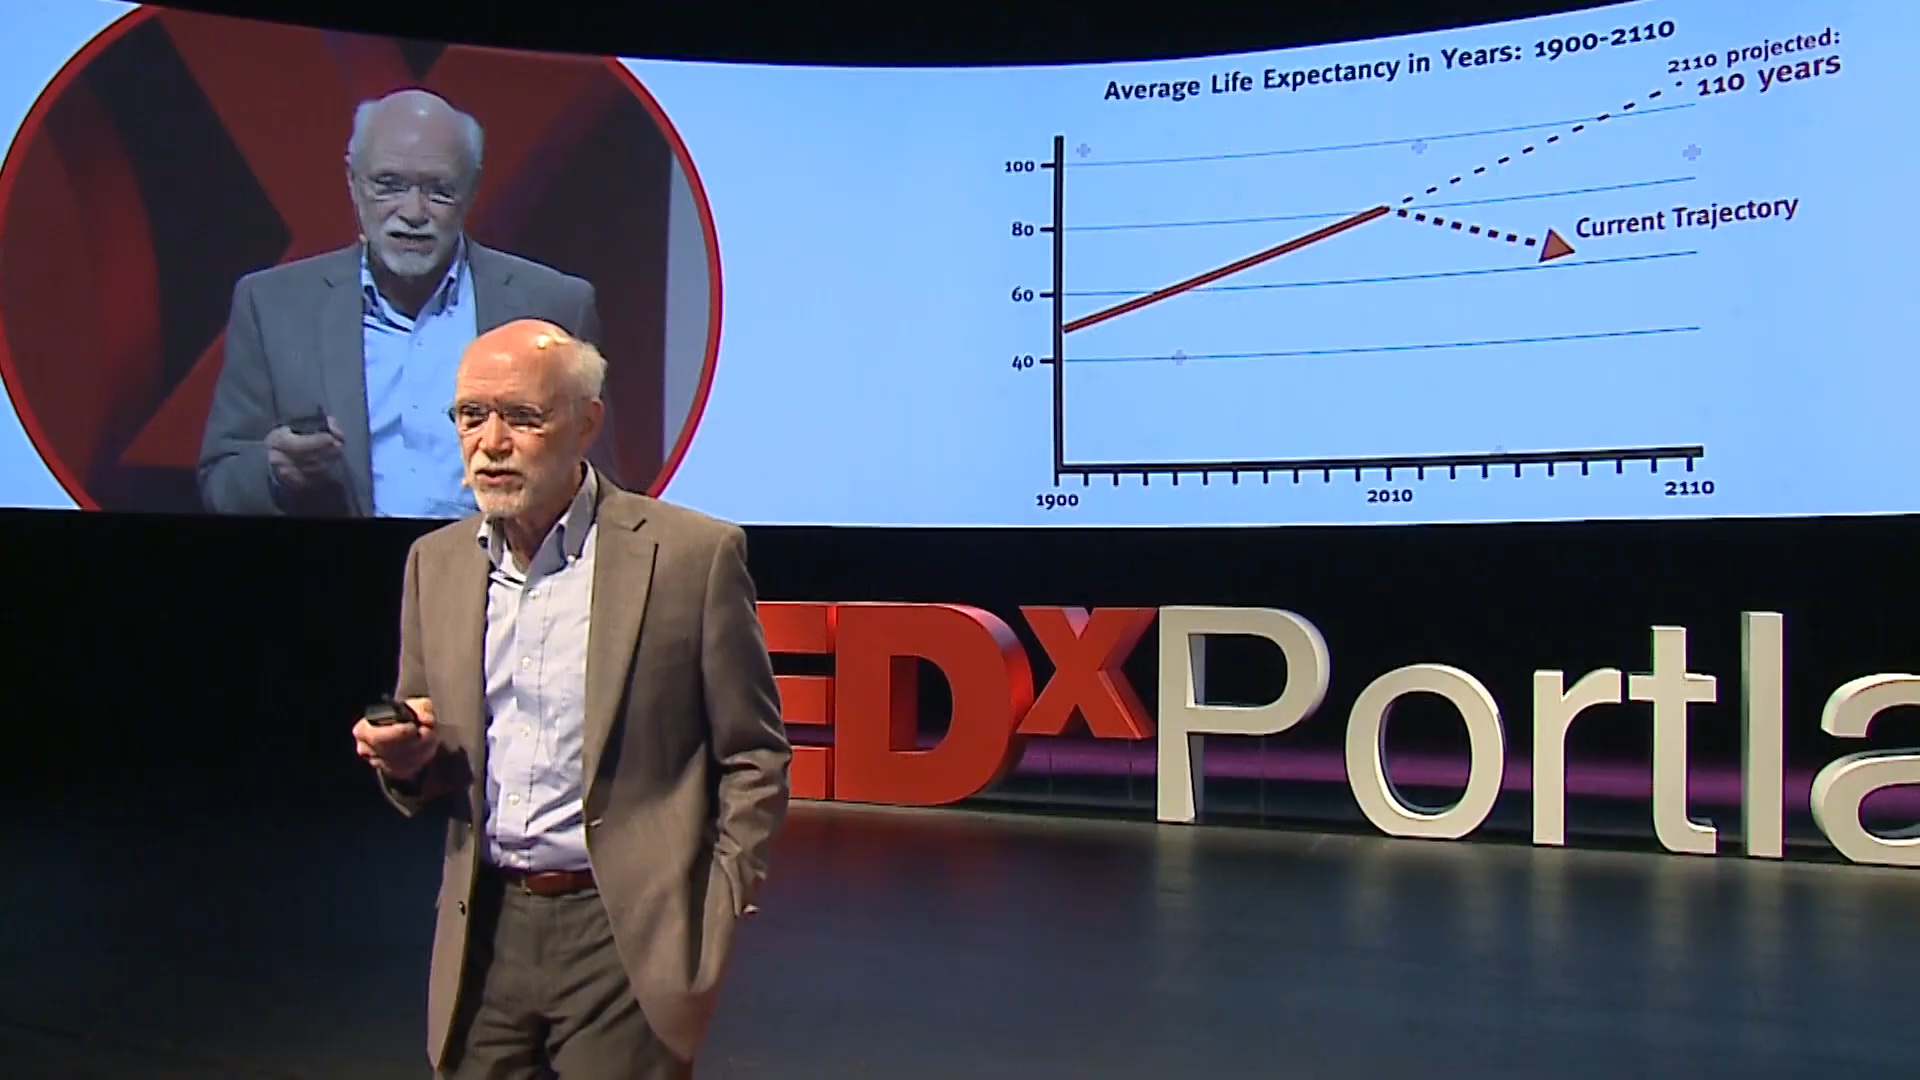 Average Life Expectancy in Years: 1900-2110
2110 projected:
110 years
100
80
60
40
Current Trajectory
1900
2010
2110
EDxPortla